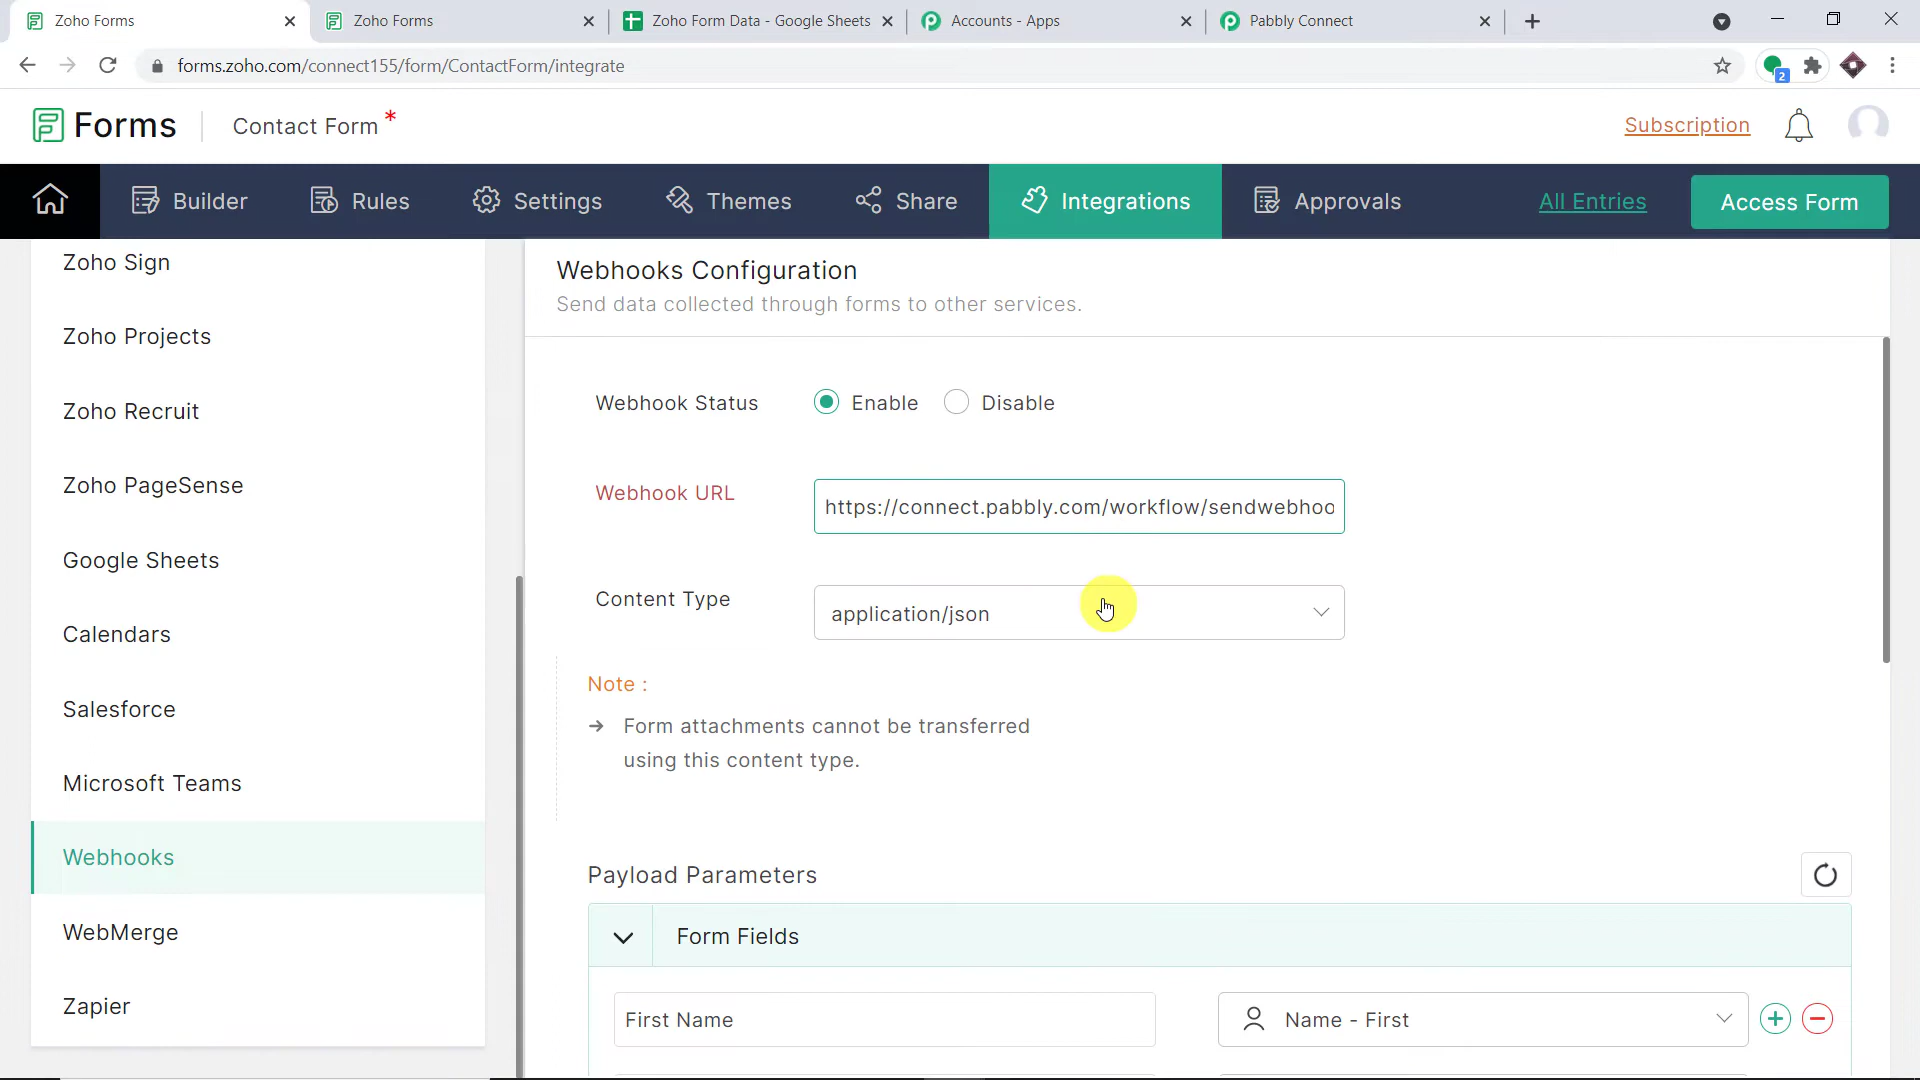 Zoho Forms
Zoho Forms
Zoho Form Data - Google Sheets
Accounts - Apps
Pabbly Connect
forms.zoho.com/connect155/form/ContactForm/integrate
2
Forms
Contact Form *
Subscription
Builder
Rules
Settings
Themes
Share
Integrations
Approvals
All Entries
Access Form
Zoho Sign
Zoho Projects
Zoho Recruit
Zoho PageSense
Google Sheets
Calendars
Salesforce
Microsoft Teams
Webhooks
WebMerge
Zapier
Webhooks Configuration
Send data collected through forms to other services.
Webhook Status
Enable
Disable
Webhook URL
https://connect.pabbly.com/workflow/sendwebhoo
Content Type
application/json
Note :
Form attachments cannot be transferred
using this content type.
Payload Parameters
Form Fields
First Name
Name - First